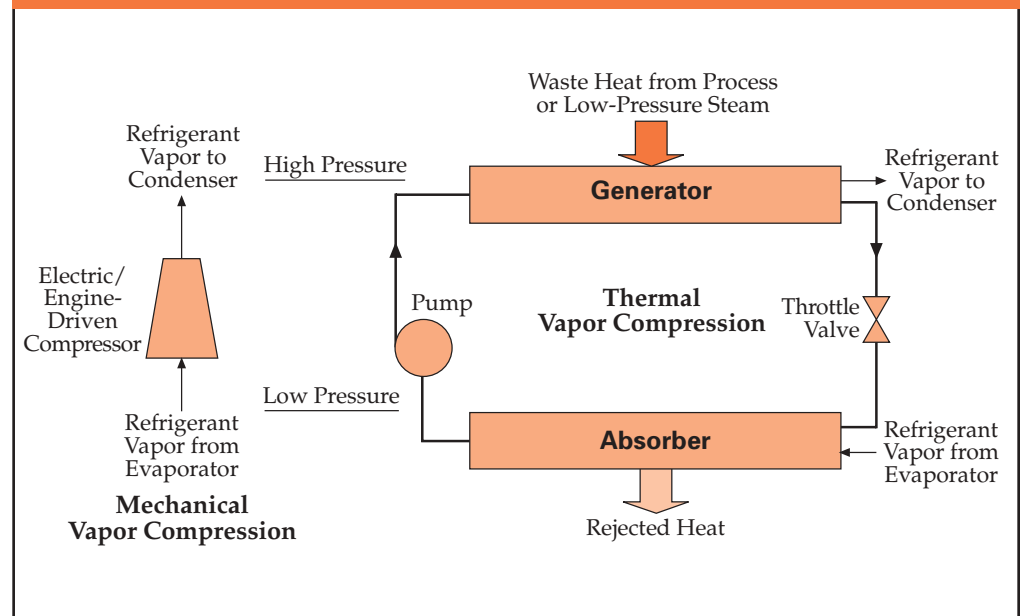 Waste Heat from Process
or Low-Pressure Steam
Refrigerant
Vapor to
Condenser
High Pressure
Generator
Refrigerant
Vapor to
Condenser
Electric/
Engine-
Driven
Compressor
Pump
Thermal
Vapor Compression
Throttle
Valve
Low Pressure
Refrigerant
Vapor from
Evaporator
Absorber
Refrigerant
Vapor from
Evaporator
Mechanical
Vapor Compression
Rejected Heat